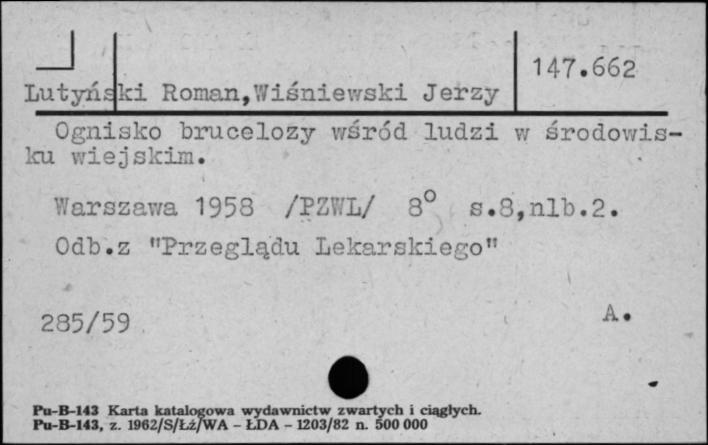 147.662
Lutyński Roman,Wiśniewski Jerzy
Ognisko brucelozy wśród ludzi w środowis-
ku wiejskim.
Warszawa 1958 /PZWL/ 8° s.8,nlb.2.
Odb.z "Przeglądu Lekarskiego"
285/59
A.
Pu-B-143 Karta katalogowa wydawnictw zwartych i ciągłych.
Pu-B-143, z. 1962/S/Łż/WA - ŁDA - 1203/82 n. 500 000